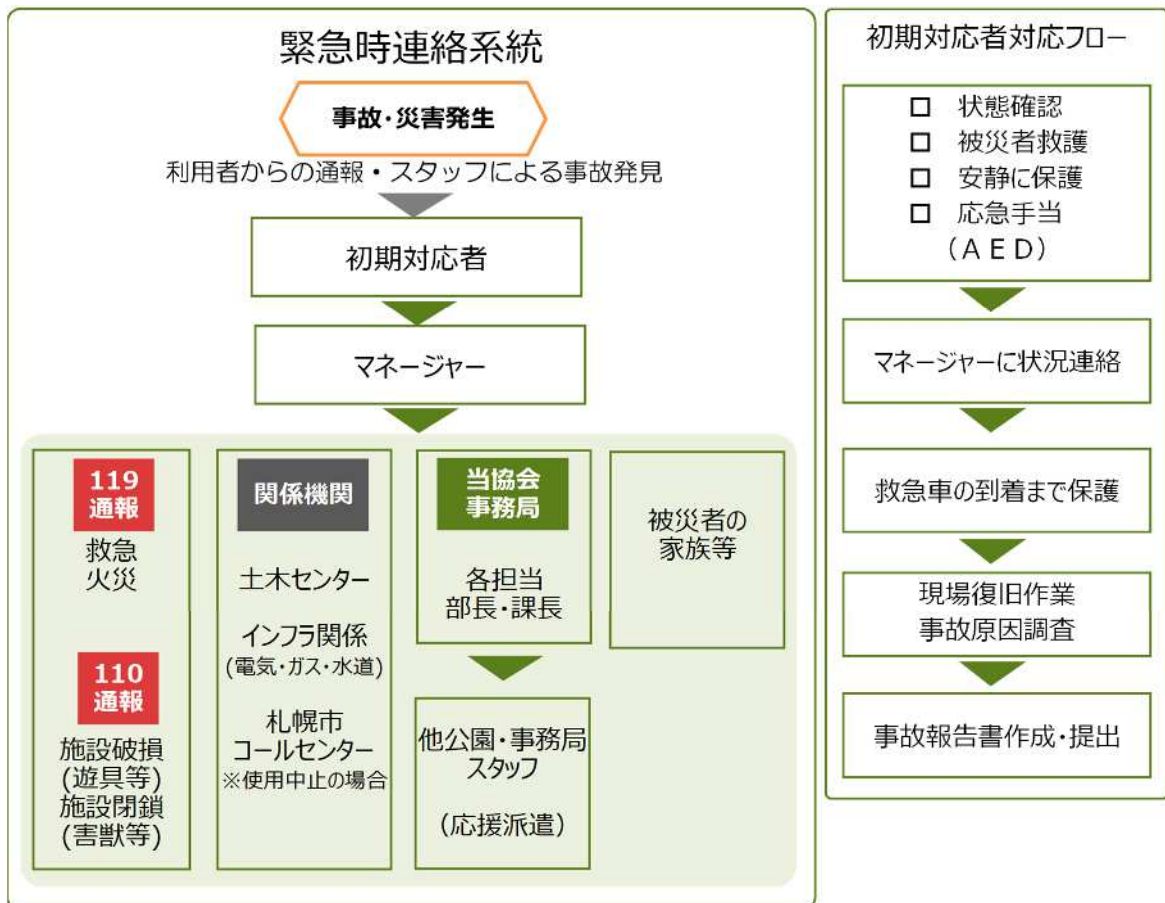 緊急時連絡系統
事故・災害発生
利用者からの通報・スタッフによる事故発見
初期対応者
マネージャー
119
通報
救急
火災
110
通報
施設破損
(遊具等)
施設閉鎖
(害獣等)
関係機関
土木センター
インフラ関係
(電気・ガス・水道)
札幌市
コールセンター
※使用中止の場合
当協会
事務局
各担当
部長・課長
他公園・事務局
スタッフ
(応援派遣)
被災者の
家族等
初期対応者対応フロー
□ 状態確認
□ 被災者救護
□ 安静に保護
□ 応急手当
(ＡＥＤ)
マネージャーに状況連絡
救急車の到着まで保護
現場復旧作業
事故原因調査
事故報告書作成・提出